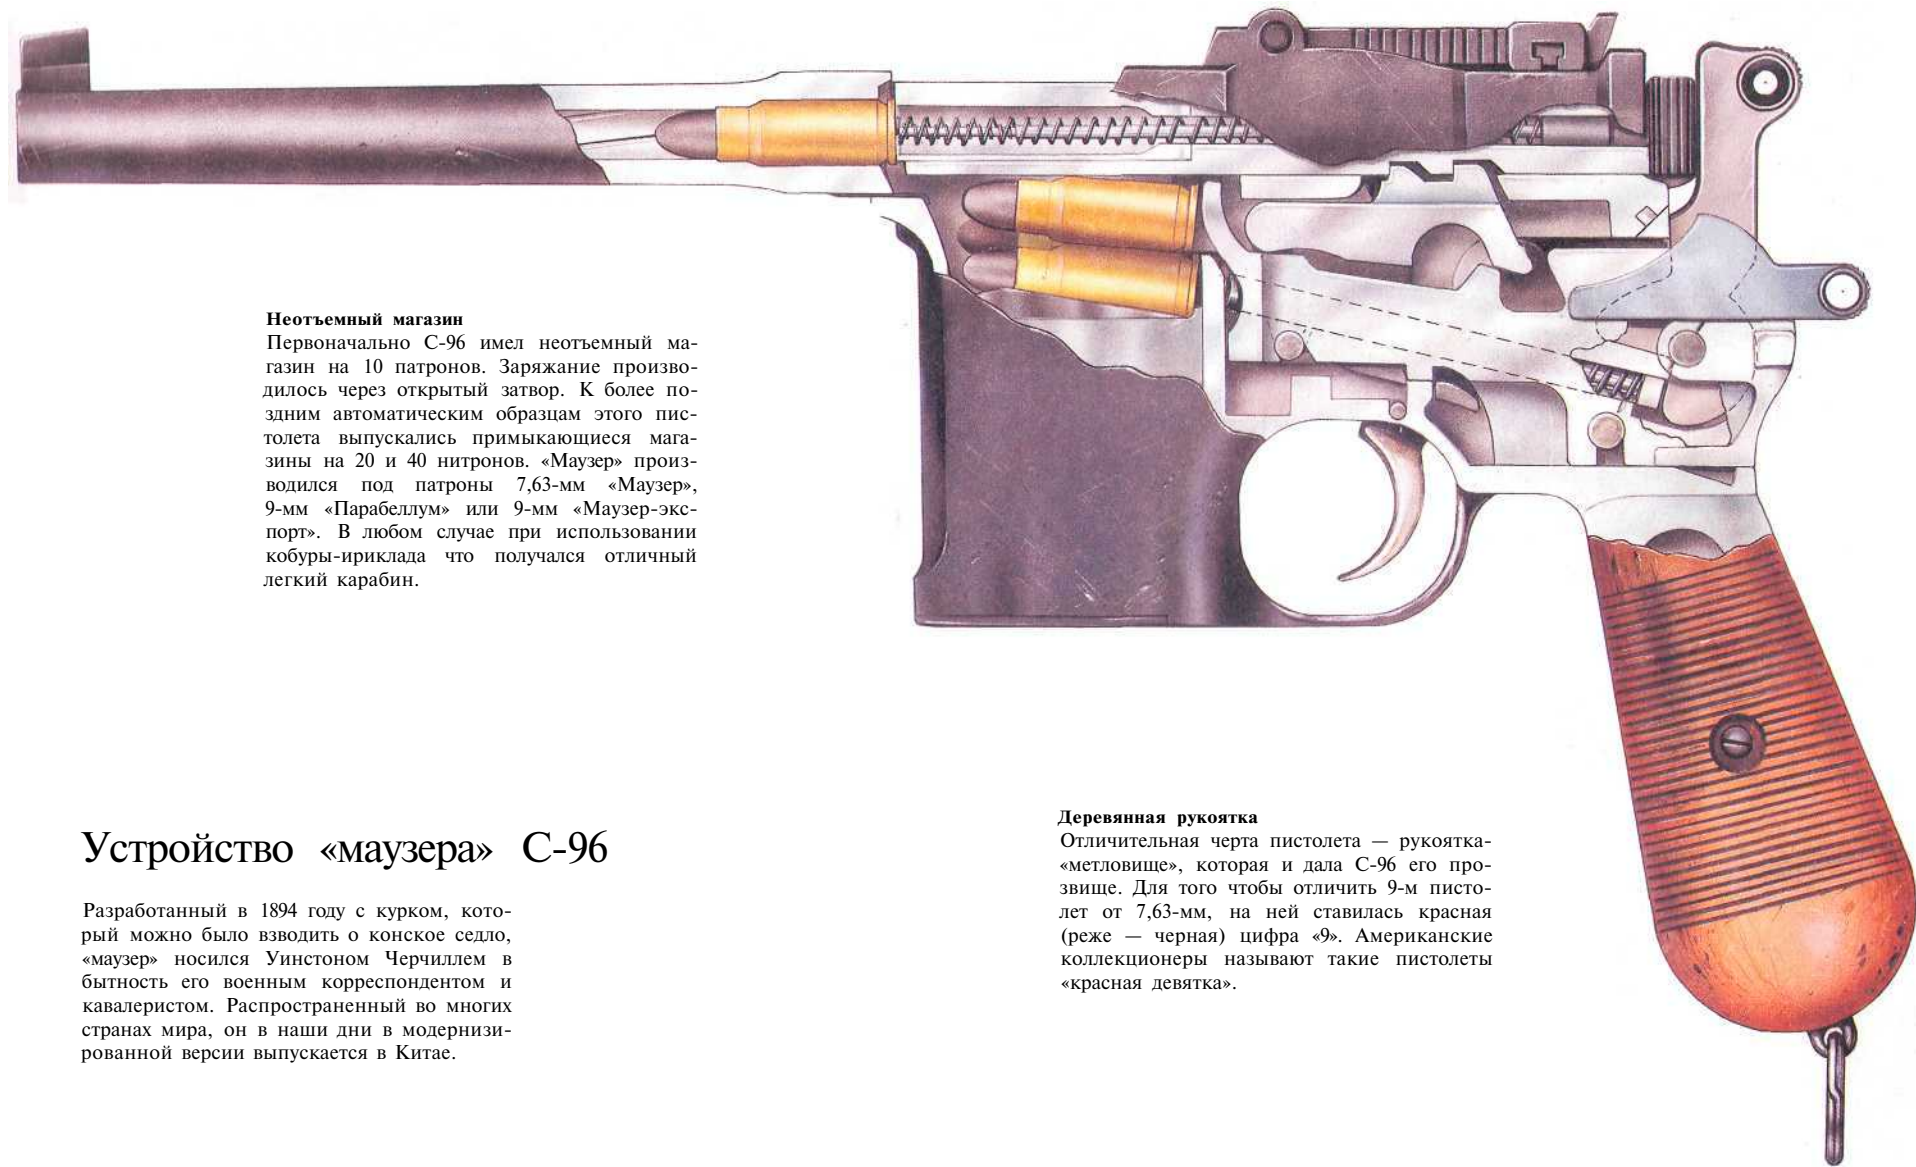 Неотъемный магазин
Первоначально С-96 имел неотъемный ма-
газин на 10 патронов. Заряжание произво-
дилось через открытый затвор. К более по-
здним автоматическим образцам этого пис-
толета выпускались примыкающиеся мага-
зины на 20 и 40 нитронов. «Маузер» произ-
водился под патроны 7,63-мм «Маузер»,
9-мм «Парабеллум» или 9-мм «Маузер-экс-
порт». В любом случае при использовании
кобуры-ириклада что получался отличный
легкий карабин.
Устройство «маузера» С-96
Разработанный в 1894 году с курком, кото-
рый можно было взводить о конское седло,
«маузер» носился Уинстоном Черчиллем в
бытность его военным корреспондентом и
кавалеристом. Распространенный во многих
странах мира, он в наши дни в модернизи-
рованной версии выпускается в Китае.
Деревянная рукоятка
Отличительная черта пистолета — рукоятка-
«метловище», которая и дала С-96 его про-
звище. Для того чтобы отличить 9-м писто-
лет от 7,63-мм, на ней ставилась красная
(реже — черная) цифра «9». Американские
коллекционеры называют такие пистолеты
«красная девятка».